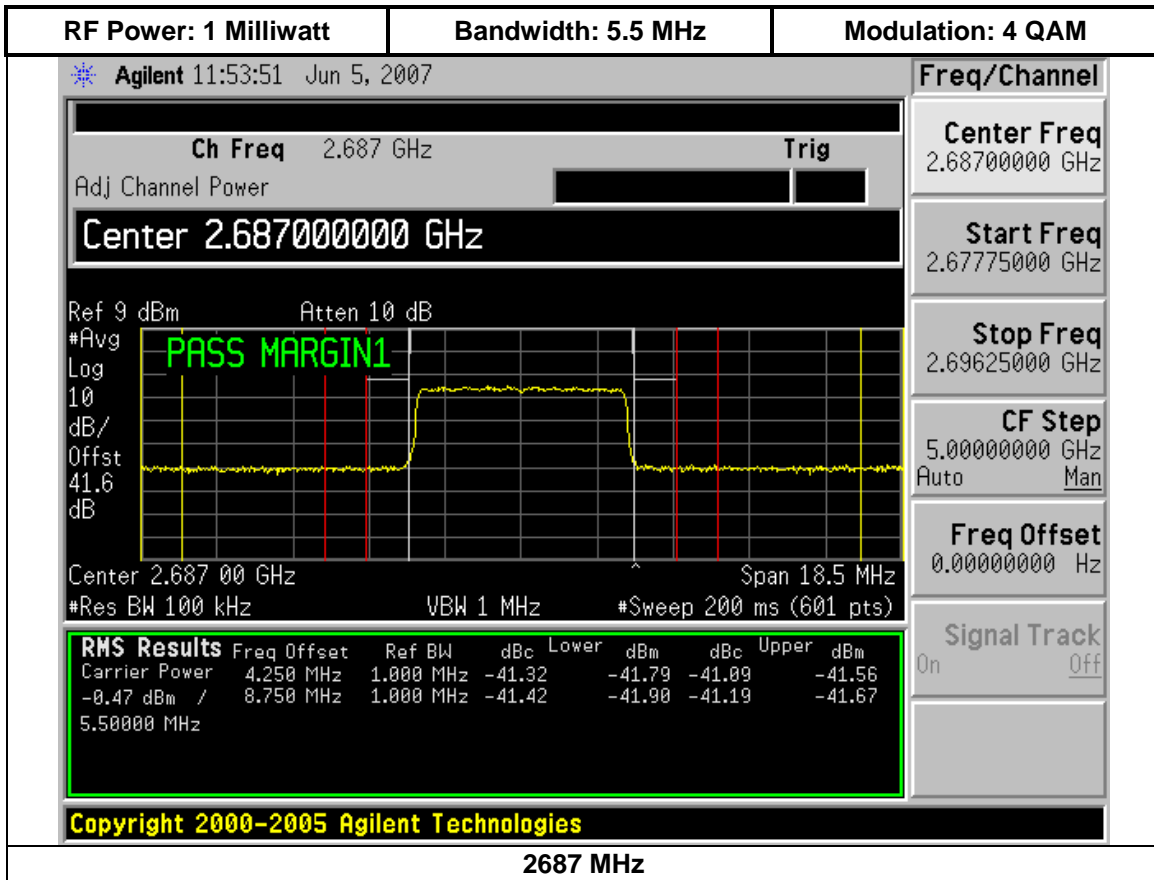 RF Power: 1 Milliwatt Bandwidth: 5.5 MHz Modulation: 4 QAM
Agilent 11:53:51 Jun 5, 2007 Freq/Channel
Ch Freq 2.687 GHz Trig
Adj Channel Power
Center 2.687000000 GHz
Ref 9 dBm Atten 10 dB
#Avg
Log
10
dB/
Offst
41.6
dB
PASS MARGIN1
Center 2.687 00 GHz Span 18.5 MHz
#Res BW 100 kHz VBW 1 MHz #Sweep 200 ms (601 pts)
RMS Results Freq Offset Ref BW dBc Lower dBm dBc Upper dBm
Carrier Power 4.250 MHz 1.000 MHz -41.32 -41.79 -41.09 -41.56
-0.47 dBm / 8.750 MHz 1.000 MHz -41.42 -41.90 -41.19 -41.67
5.50000 MHz
Center Freq
2.68700000 GHz
Start Freq
2.67775000 GHz
Stop Freq
2.69625000 GHz
CF Step
5.00000000 GHz
Auto Man
Freq Offset
0.00000000 Hz
Signal Track
On Off
Copyright 2000-2005 Agilent Technologies
2687 MHz